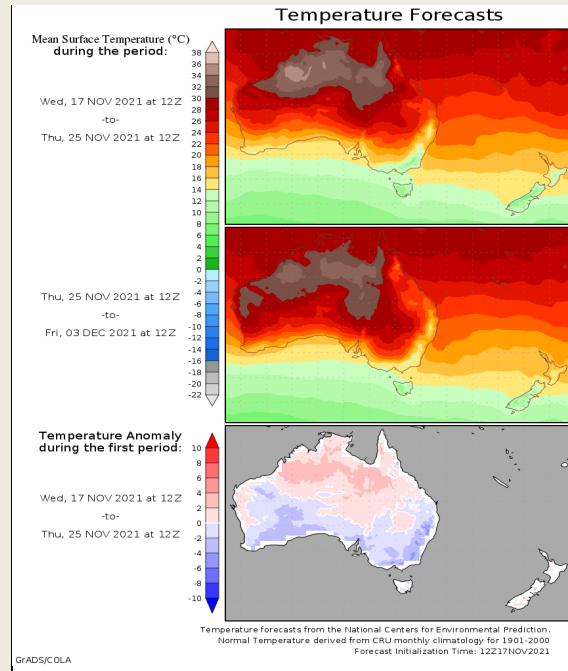 Temperature Forecasts
Mean Surface Temperature (°C)
during the period:
Wed, 17 NOV 2021 at 12Z
-to-
Thu, 25 NOV 2021 at 12Z
38
36
34
32
30
28
26
24
22
20
18
16
14
12
10
8
6
4
2
0
-2
-4
-6
-8
-10
-12
-14
-16
-18
-20
-22
Thu, 25 NOV 2021 at 12Z
-to-
Fri, 03 DEC 2021 at 12Z
Temperature Anomaly
during the first period:
Wed, 17 NOV 2021 at 12Z
-to-
Thu, 25 NOV 2021 at 12Z
10
8
6
4
2
0
-2
-4
-6
-8
-10
Temperature forecasts from the National Centers for Environmental Prediction.
Normal Temperature derived from CRU monthly climatology for 1901-2000
Forecast Initialization Time: 12Z17NOV2021
GrADS/COLA